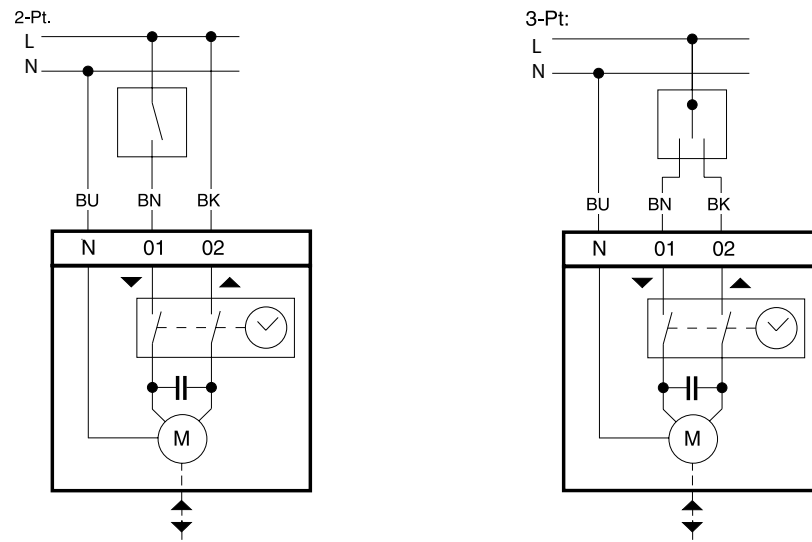 2-Pt.
L
N
BU BN BK
N 01 02
M
3-Pt:
L
N
BU BN BK
N 01 02
M